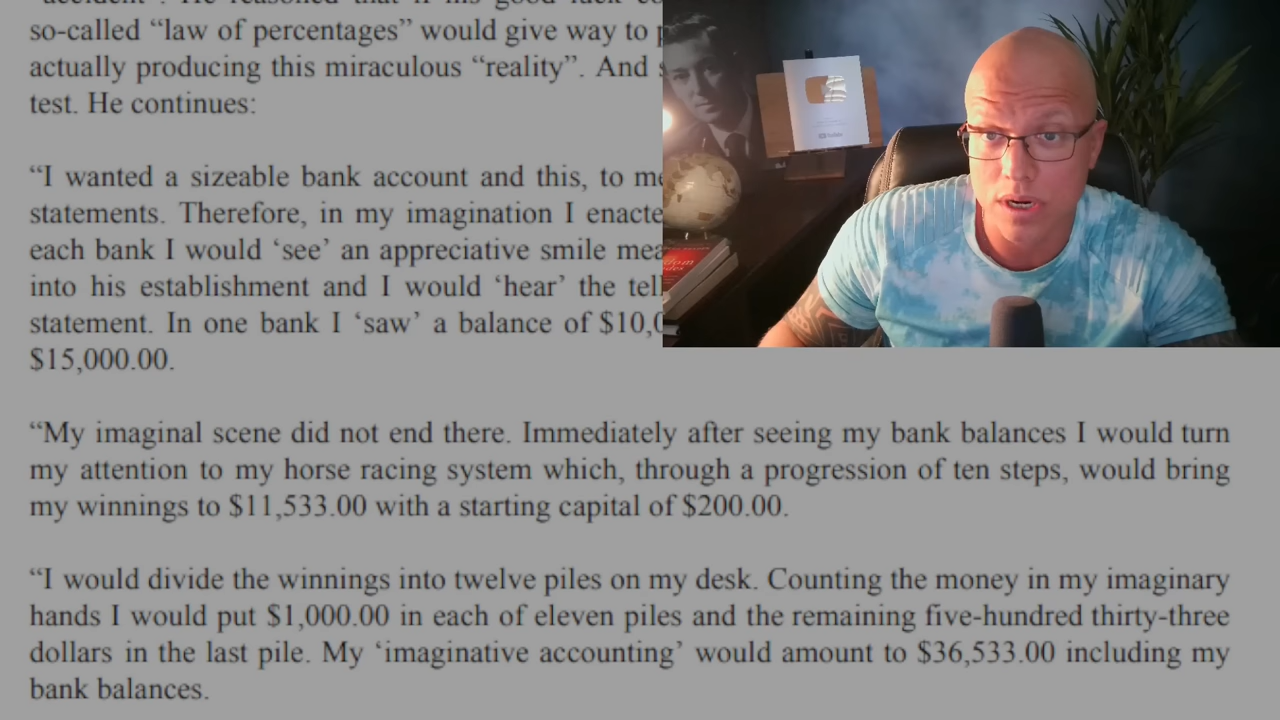 so-called “law of percentages” would give way to
actually producing this miraculous “reality”. And
test. He continues:
“I wanted a sizeable bank account and this, to
statements. Therefore, in my imagination I
each bank I would ‘see’ an appreciative smile
into his establishment and I would ‘hear’ the
statement. In one bank I ‘saw’ a balance of
$15,000.00.
“My imaginal scene did not end there. Immediately after seeing my bank balances I would turn
my attention to my horse racing system which, through a progression of ten steps, would bring
my winnings to $11,533.00 with a starting capital of $200.00.
“I would divide the winnings into twelve piles on my desk. Counting the money in my imaginary
hands I would put $1,000.00 in each of eleven piles and the remaining five-hundred thirty-three
dollars in the last pile. My ‘imaginative accounting’ would amount to $36,533.00 including my
bank balances.